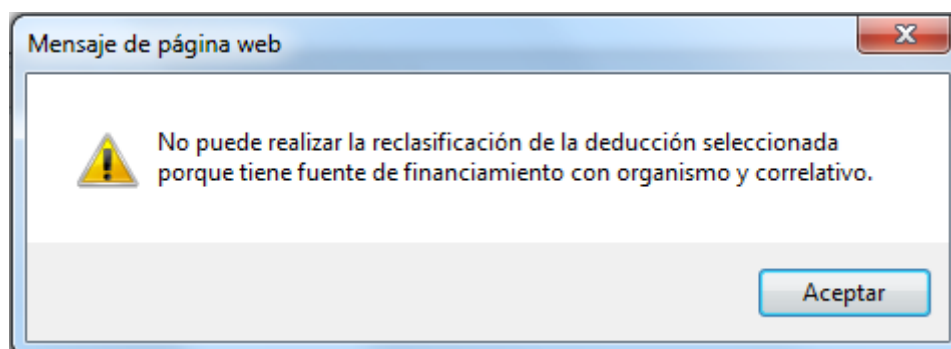 Mensaje de página web
No puede realizar la reclasificación de la deducción seleccionada
porque tiene fuente de financiamiento con organismo y correlativo.
Aceptar